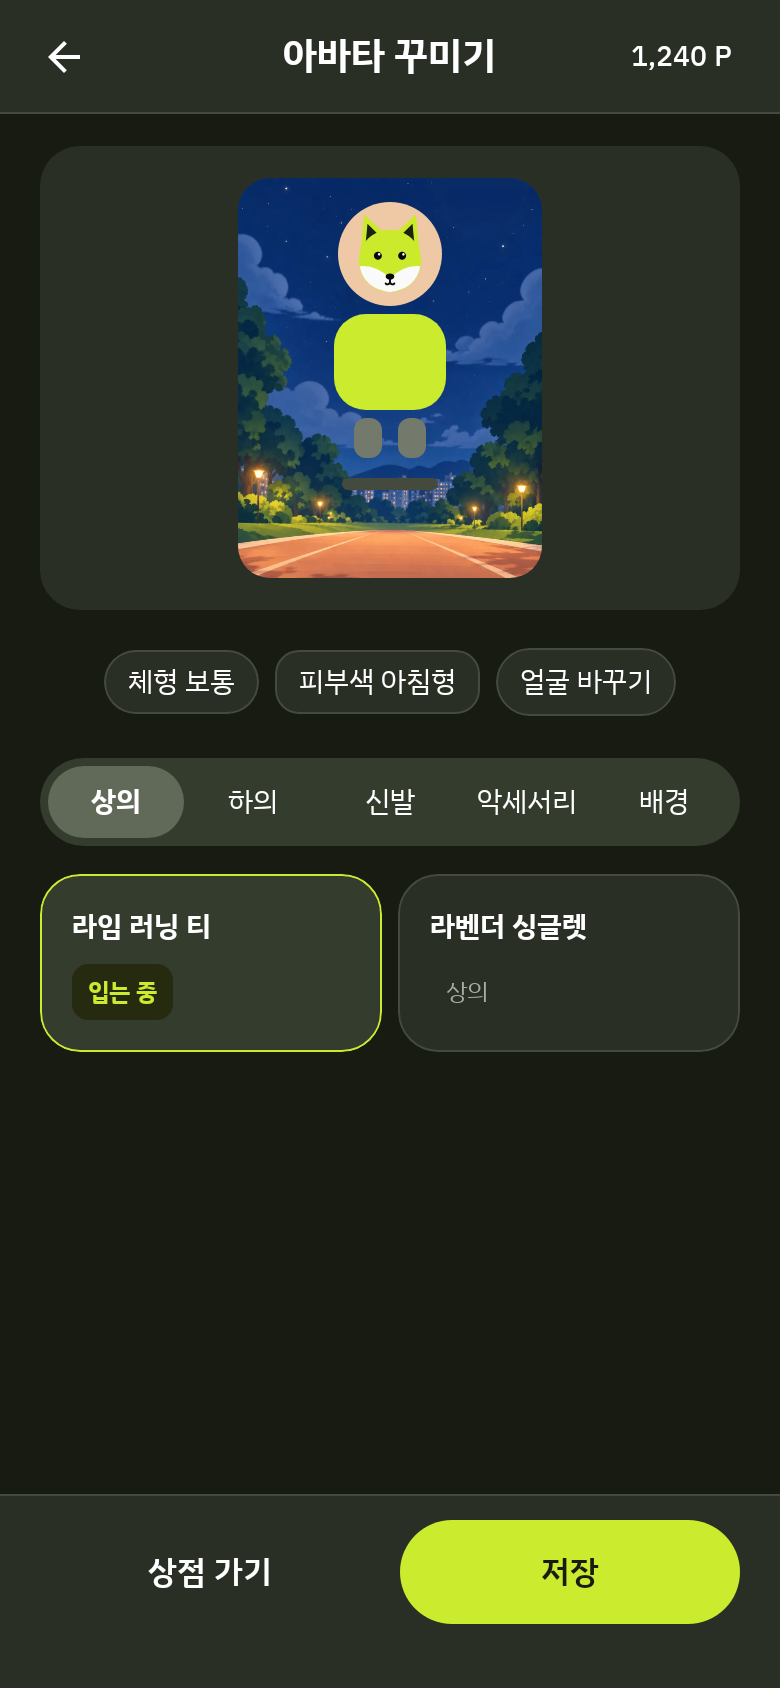 아바타 꾸미기
1,240 P
체형 보통
피부색 아침형
얼굴 바꾸기
상의
하의
신발
악세서리
배경
라임 러닝 티
입는 중
라벤더 싱글렛
상의
상점 가기
저장